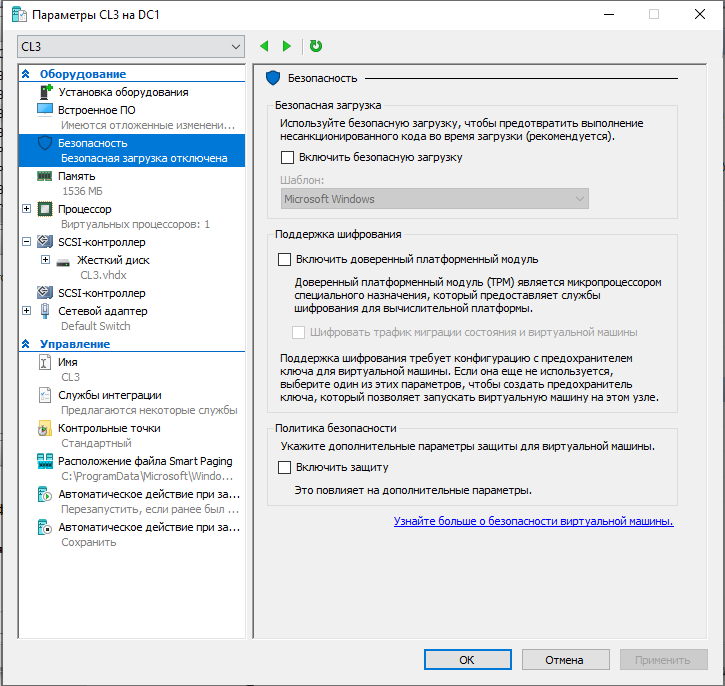 Параметры CL3 на DC1
CL3
Оборудование
Установка оборудования
Встроенное ПО
Имеются отложенные изменени...
Безопасность
Безопасная загрузка отключена
Память
1536 МБ
Процессор
Виртуальных процессоров: 1
SCSI-контроллер
Жесткий диск
CL3.vhdx
SCSI-контроллер
Сетевой адаптер
Default Switch
Управление
Имя
CL3
Службы интеграции
Предлагаются некоторые службы
Контрольные точки
Стандартный
Расположение файла Smart Paging
C:\ProgramData\Microsoft\Windo...
Автоматическое действие при за...
Перезапустить, если ранее был ...
Автоматическое действие при за...
Сохранить
Безопасность
Безопасная загрузка
Используйте безопасную загрузку, чтобы предотвратить выполнение
несанкционированного кода во время загрузки (рекомендуется).
Включить безопасную загрузку
Шаблон:
Microsoft Windows
Поддержка шифрования
Включить доверенный платформенный модуль
Доверенный платформенный модуль (TPM) является микропроцессором
специального назначения, который предоставляет службы
шифрования для вычислительной платформы.
Шифровать трафик миграции состояния и виртуальной машины
Поддержка шифрования требует конфигурацию с предохранителем
ключа для виртуальной машины. Если она еще не используется,
выберите один из этих параметров, чтобы создать предохранитель
ключа, который позволяет запускать виртуальную машину на этом узле.
Политика безопасности
Укажите дополнительные параметры защиты для виртуальной машины.
Включить защиту
Это повлияет на дополнительные параметры.
Узнайте больше о безопасности виртуальной машины.
ОК
Отмена
Применить